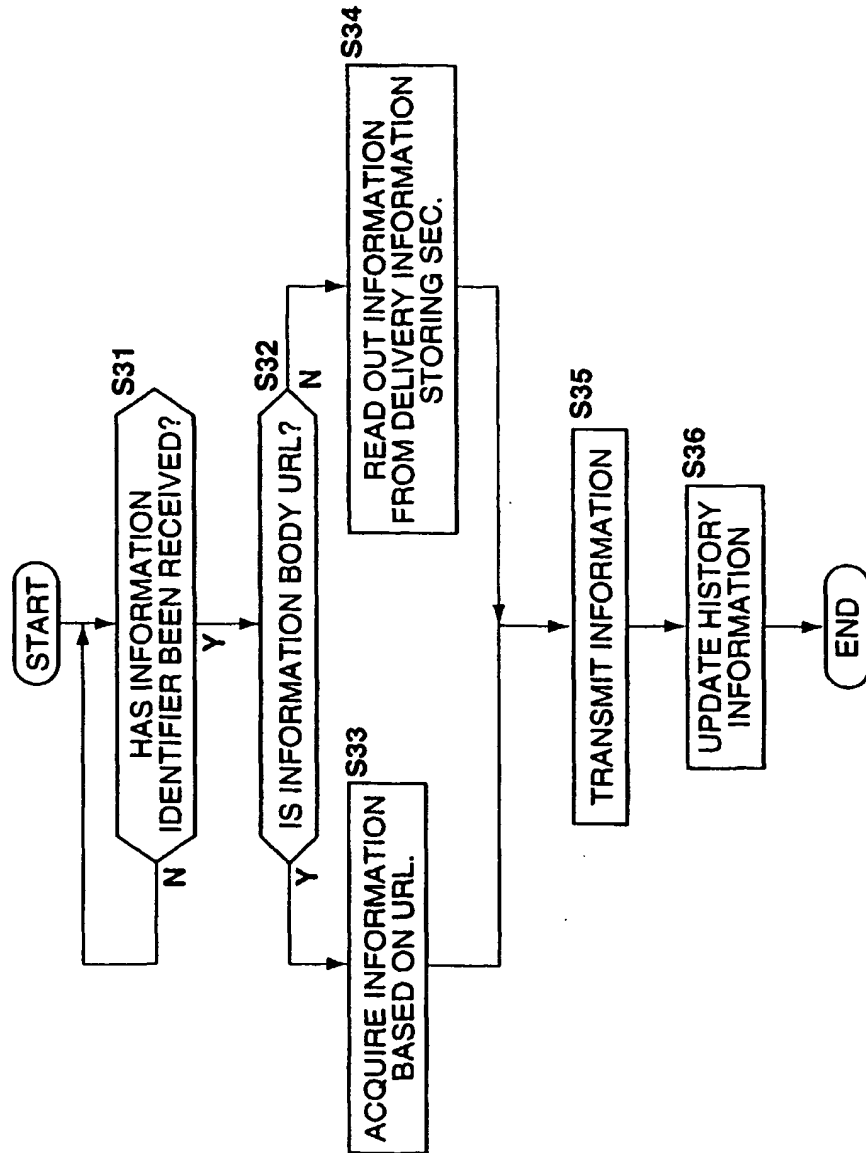 START
S31
HAS INFORMATION
IDENTIFIER BEEN RECEIVED?
N
Y
S32
IS INFORMATION BODY URL?
Y
N
S33
ACQUIRE INFORMATION
BASED ON URL.
S34
READ OUT INFORMATION
FROM DELIVERY INFORMATION
STORING SEC.
S35
TRANSMIT INFORMATION
S36
UPDATE HISTORY
INFORMATION
END